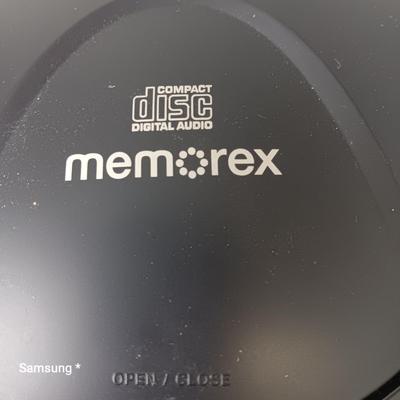 COMPACT
disc
DIGITAL AUDIO
memorex
Samsung *
OPEN / CLOSE